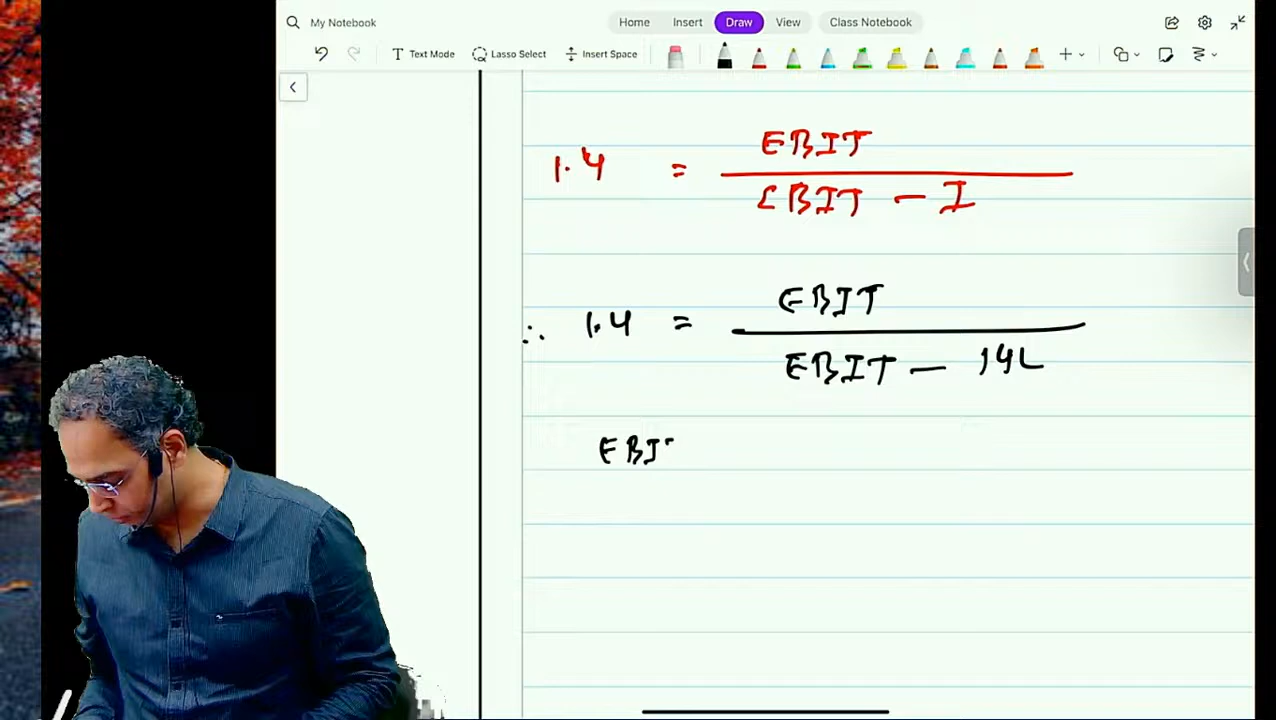 My Notebook
Home Insert Draw View Class Notebook
Text Mode Lasso Select Insert Space
1.4 = EBIT
EBIT - I
∴ 1.4 = EBIT
EBIT - 14L
EBIT